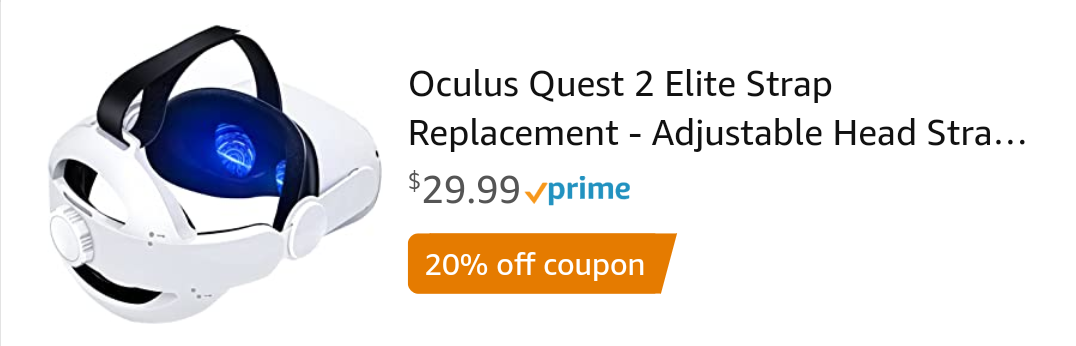 Oculus Quest 2 Elite Strap
Replacement - Adjustable Head Stra...
$29.99 prime
20% off coupon